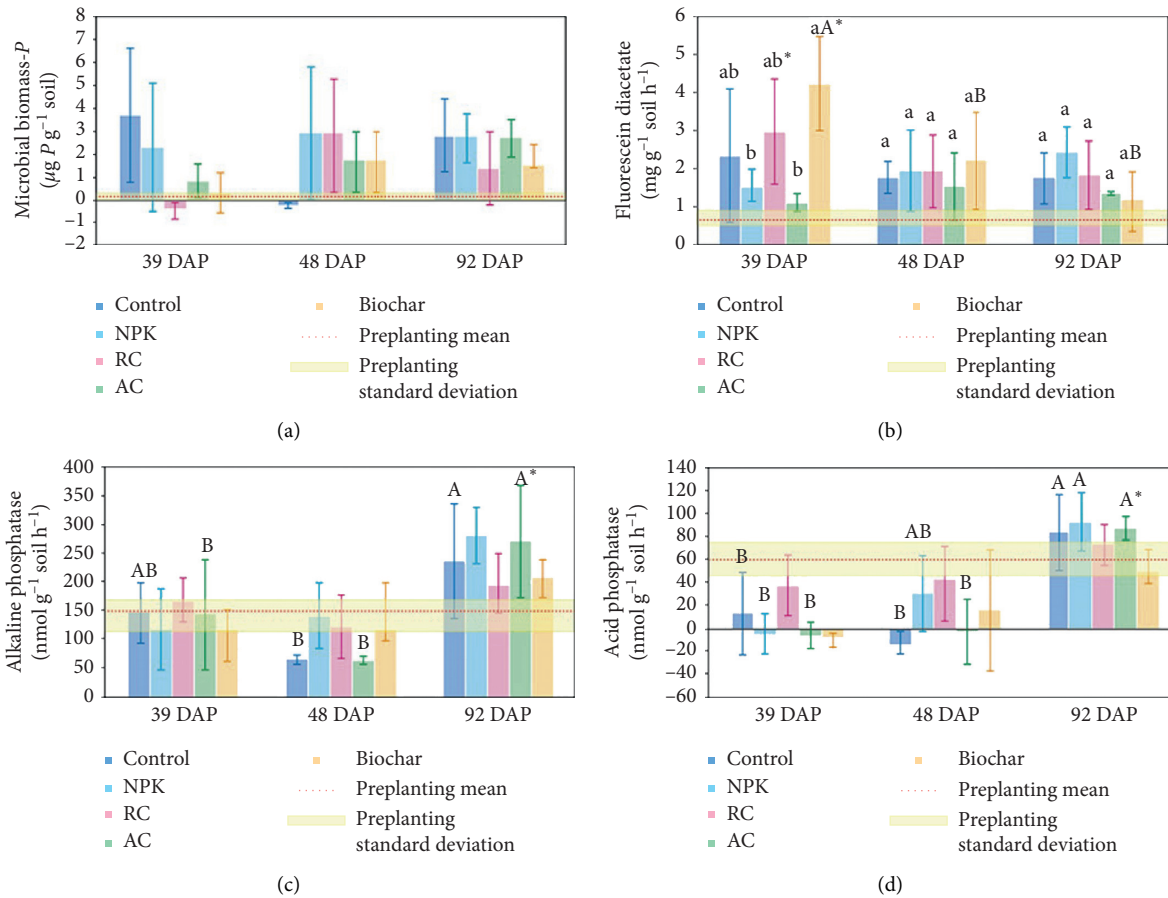 Microbial biomass-P
(µg P g⁻¹ soil)
8
7
6
5
4
3
2
1
0
−1
−2
39 DAP
48 DAP
92 DAP
Control
NPK
RC
AC
Biochar
Preplanting mean
Preplanting
standard deviation
(a)
Fluorescein diacetate
(mg g⁻¹ soil h⁻¹)
6
5
4
3
2
1
0
ab
b
ab*
b
aA*
a
a
a
a
aB
a
a
a
a
aB
39 DAP
48 DAP
92 DAP
Control
NPK
RC
AC
Biochar
Preplanting mean
Preplanting
standard deviation
(b)
Alkaline phosphatase
(nmol g⁻¹ soil h⁻¹)
400
350
300
250
200
150
100
50
0
AB
B
B
B
A
A*
39 DAP
48 DAP
92 DAP
Control
NPK
RC
AC
Biochar
Preplanting mean
Preplanting
standard deviation
(c)
Acid phosphatase
(nmol g⁻¹ soil h⁻¹)
140
120
100
80
60
40
20
0
−20
−40
−60
B
B
B
B
AB
B
A
A
A*
39 DAP
48 DAP
92 DAP
Control
NPK
RC
AC
Biochar
Preplanting mean
Preplanting
standard deviation
(d)